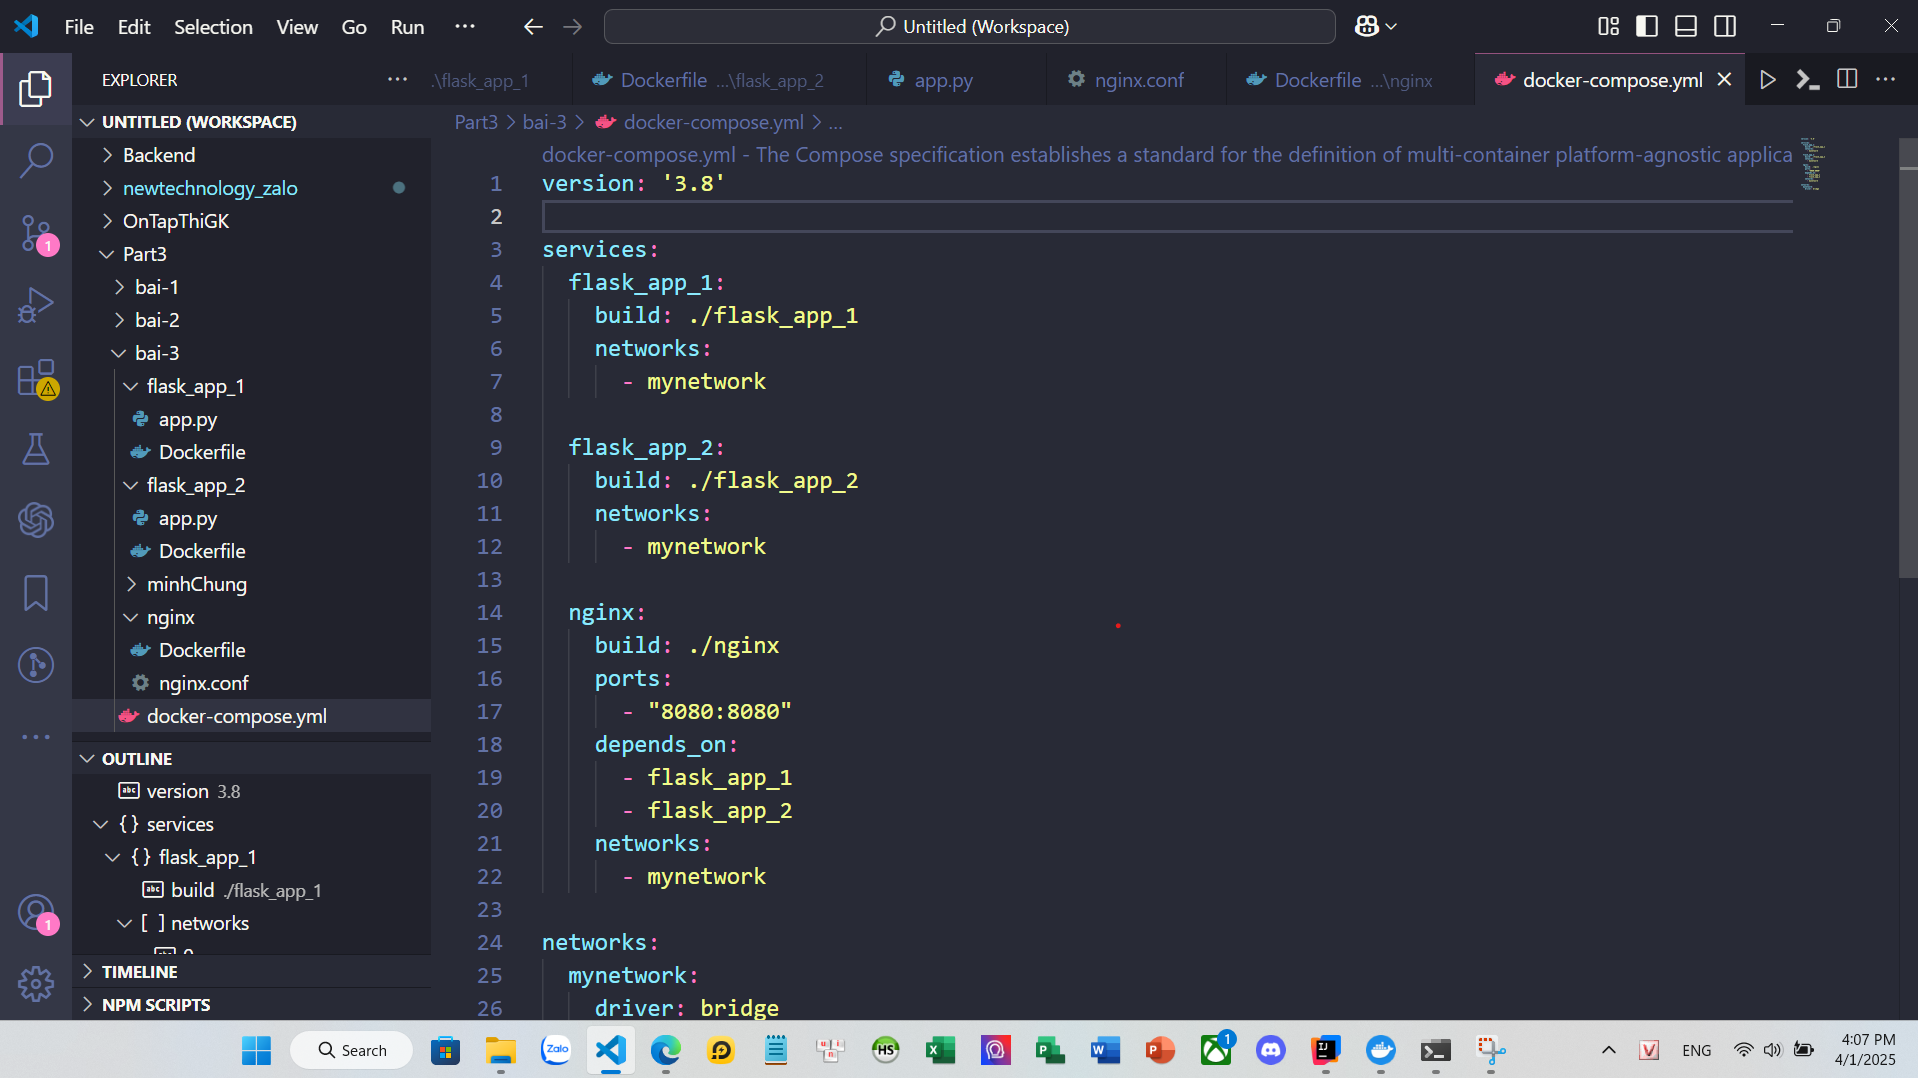 File Edit Selection View Go Run ··· Untitled (Workspace)
EXPLORER ··· .\flask_app_1 Dockerfile ...\flask_app_2 app.py nginx.conf Dockerfile ...\nginx docker-compose.yml
UNTITLED (WORKSPACE)
Backend
newtechnology_zalo
OnTapThiGK
Part3
bai-1
bai-2
bai-3
flask_app_1
app.py
Dockerfile
flask_app_2
app.py
Dockerfile
minhChung
nginx
Dockerfile
nginx.conf
docker-compose.yml
OUTLINE
version 3.8
{} services
{} flask_app_1
build ./flask_app_1
[ ] networks
TIMELINE
NPM SCRIPTS
1
1
Part3 > bai-3 > docker-compose.yml > ...
docker-compose.yml - The Compose specification establishes a standard for the definition of multi-container platform-agnostic applica
1 version: '3.8'
2
3 services:
4 flask_app_1:
5 build: ./flask_app_1
6 networks:
7 - mynetwork
8
9 flask_app_2:
10 build: ./flask_app_2
11 networks:
12 - mynetwork
13
14 nginx:
15 build: ./nginx
16 ports:
17 - "8080:8080"
18 depends_on:
19 - flask_app_1
20 - flask_app_2
21 networks:
22 - mynetwork
23
24 networks:
25 mynetwork:
26 driver: bridge
Search Zalo HS 1 ENG 4:07 PM
4/1/2025